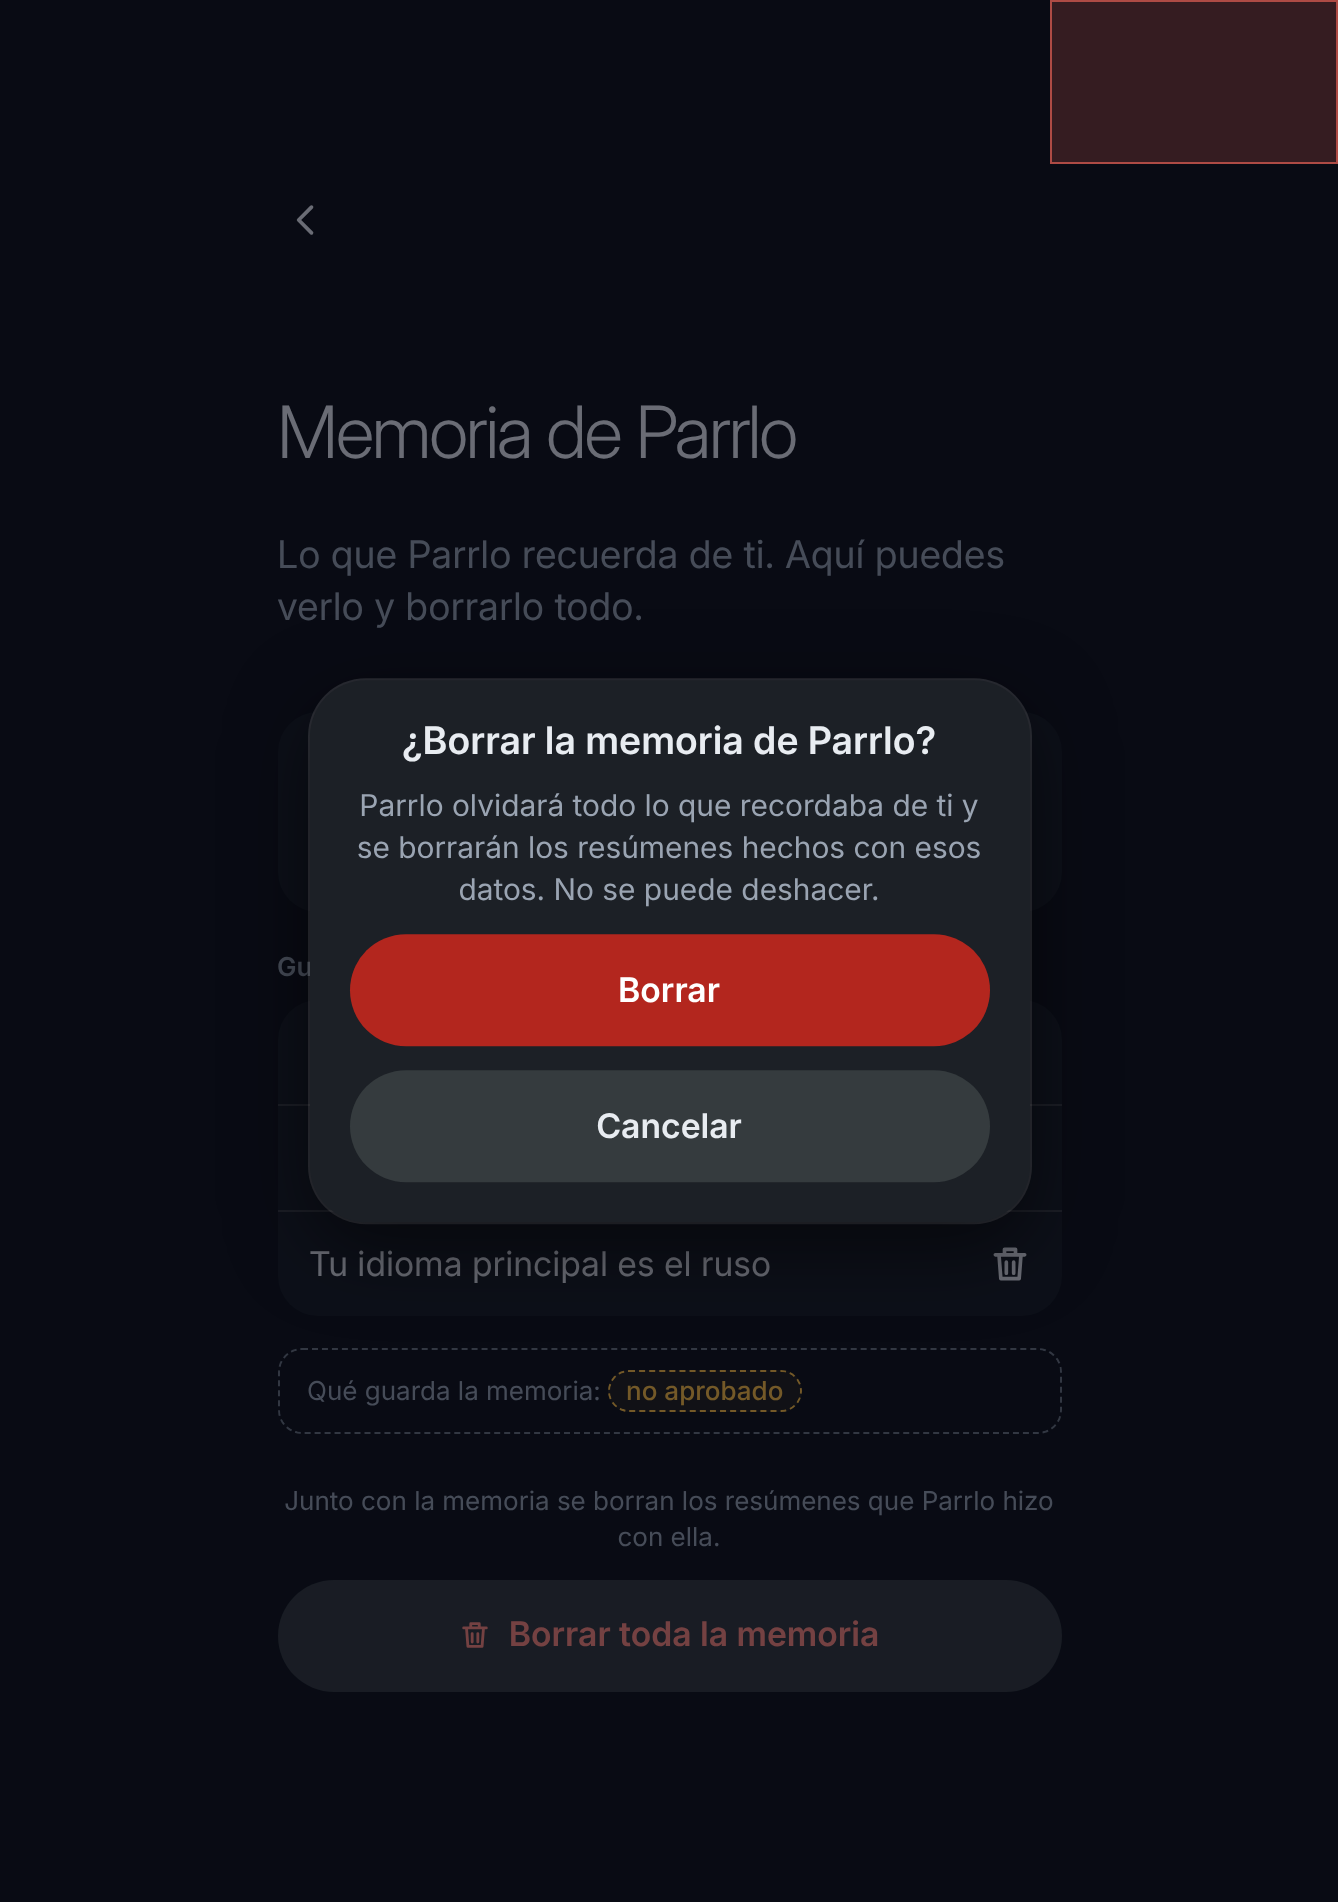 Memoria de Parrlo
Lo que Parrlo recuerda de ti. Aquí puedes
verlo y borrarlo todo.
¿Borrar la memoria de Parrlo?
Parrlo olvidará todo lo que recordaba de ti y
se borrarán los resúmenes hechos con esos
datos. No se puede deshacer.
Borrar
Cancelar
Tu idioma principal es el ruso
Qué guarda la memoria: no aprobado
Junto con la memoria se borran los resúmenes que Parrlo hizo
con ella.
Borrar toda la memoria